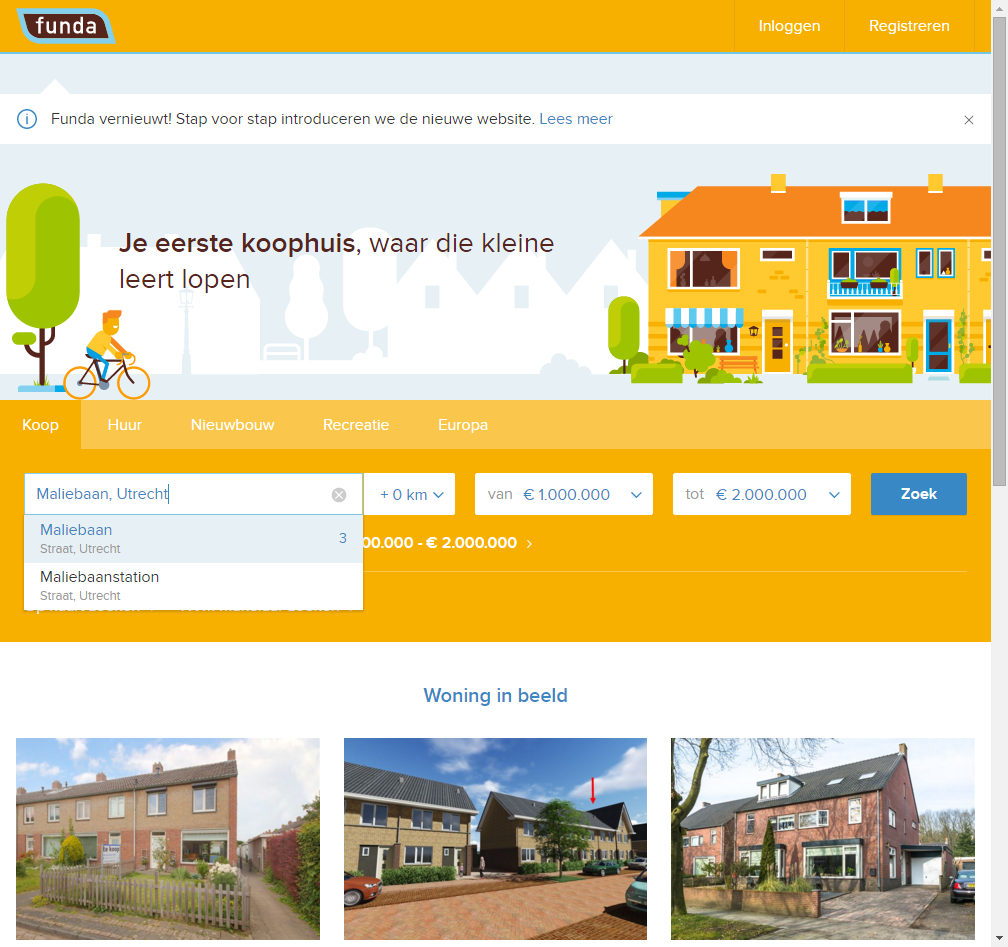 funda
Inloggen
Registreren
Funda vernieuwt! Stap voor stap introduceren we de nieuwe website. Lees meer
Je eerste koophuis, waar die kleine
leert lopen
Koop
Huur
Nieuwbouw
Recreatie
Europa
Maliebaan, Utrecht
+ 0 km
van € 1.000.000
tot € 2.000.000
Zoek
Maliebaan
3
Straat, Utrecht
00.000 - € 2.000.000
Maliebaanstation
Straat, Utrecht
Woning in beeld
te koop